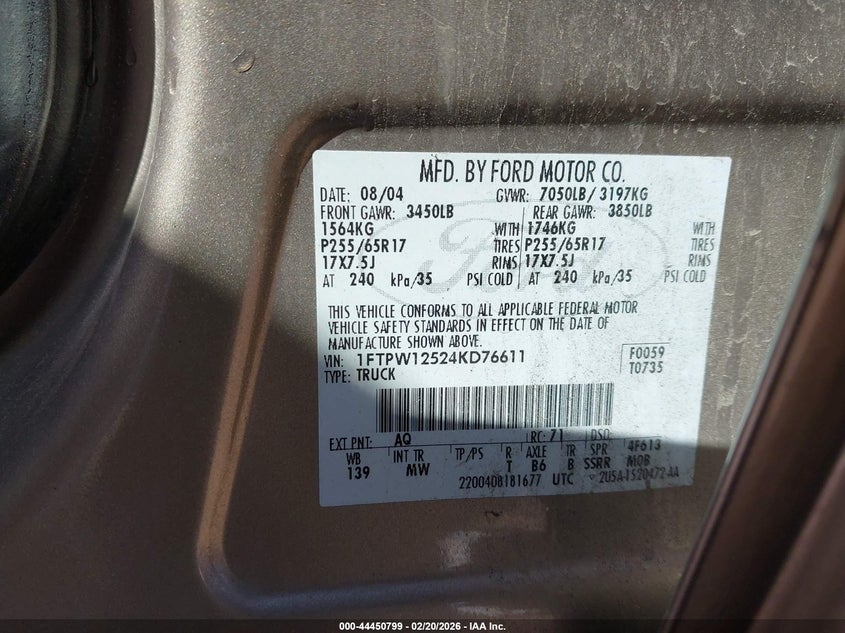 MFD. BY FORD MOTOR CO.
DATE: 08/04 GVWR: 7050LB/ 3197KG
FRONT GAWR: 3450LB REAR GAWR: 3850LB
1564KG WITH 1746KG WITH
P255/65R17 TIRES P255/65R17 TIRES
17X7.5J RIMS 17X7.5J RIMS
AT 240 kPa/35 PSI COLD AT 240 kPa/35 PSI COLD
Ford
THIS VEHICLE CONFORMS TO ALL APPLICABLE FEDERAL MOTOR
VEHICLE SAFETY STANDARDS IN EFFECT ON THE DATE OF
MANUFACTURE SHOWN ABOVE.
VIN: 1FTPW12524KD76611 F0059
TYPE: TRUCK T0735
EXT PNT: AQ RC: 71 DSO: 4F613
WB INT TR TP/PS R AXLE TR SPR MOB
139 MW T B6 B SSRR
2200408181677 UTC 2U5A-1520472-AA
000-44450799 - 02/20/2026 - IAA Inc.